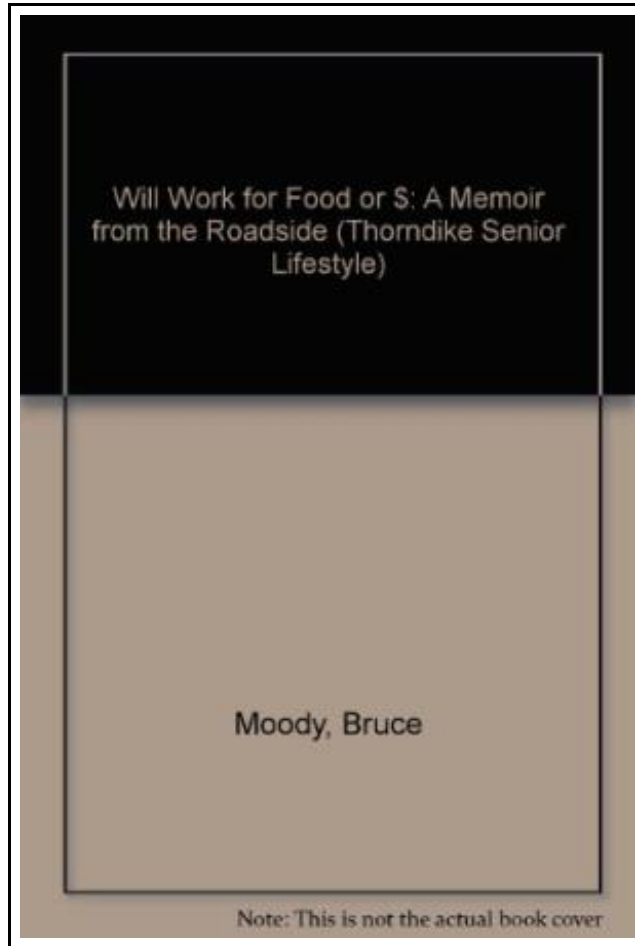 Will Work for Food or $: A Memoir
from the Roadside (Thorndike Senior
Lifestyle)
Moody, Bruce
Note: This is not the actual book cover